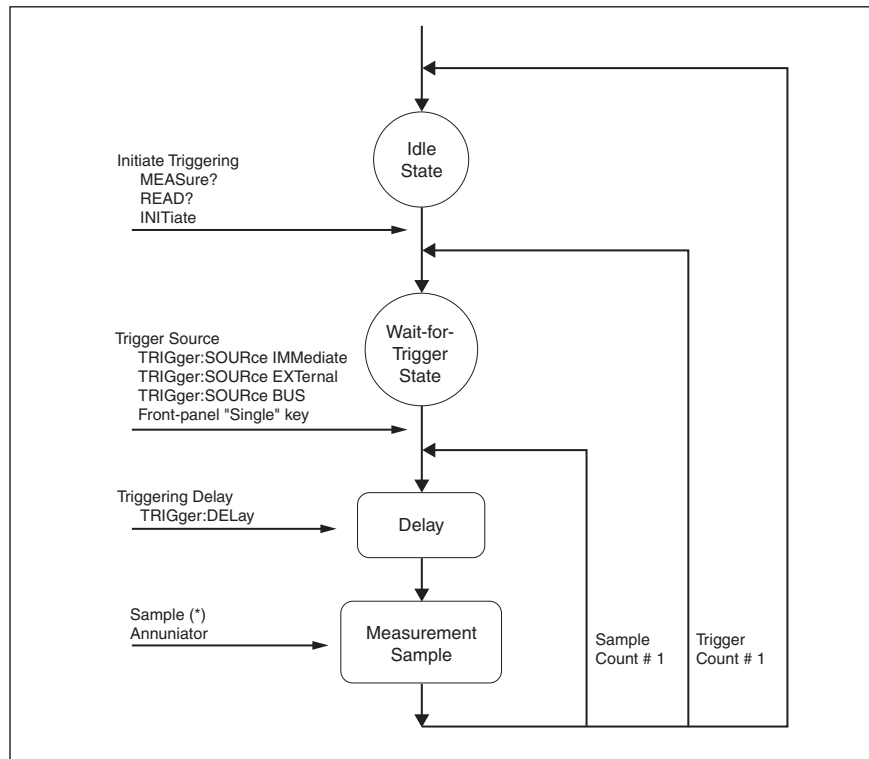 Idle
State
Initiate Triggering
MEASure?
READ?
INITiate
Wait-for-
Trigger
State
Trigger Source
TRIGger:SOURce IMMediate
TRIGger:SOURce EXTernal
TRIGger:SOURce BUS
Front-panel "Single" key
Triggering Delay
TRIGger:DELay
Delay
Sample (*)
Annuniator
Measurement
Sample
Sample
Count # 1
Trigger
Count # 1